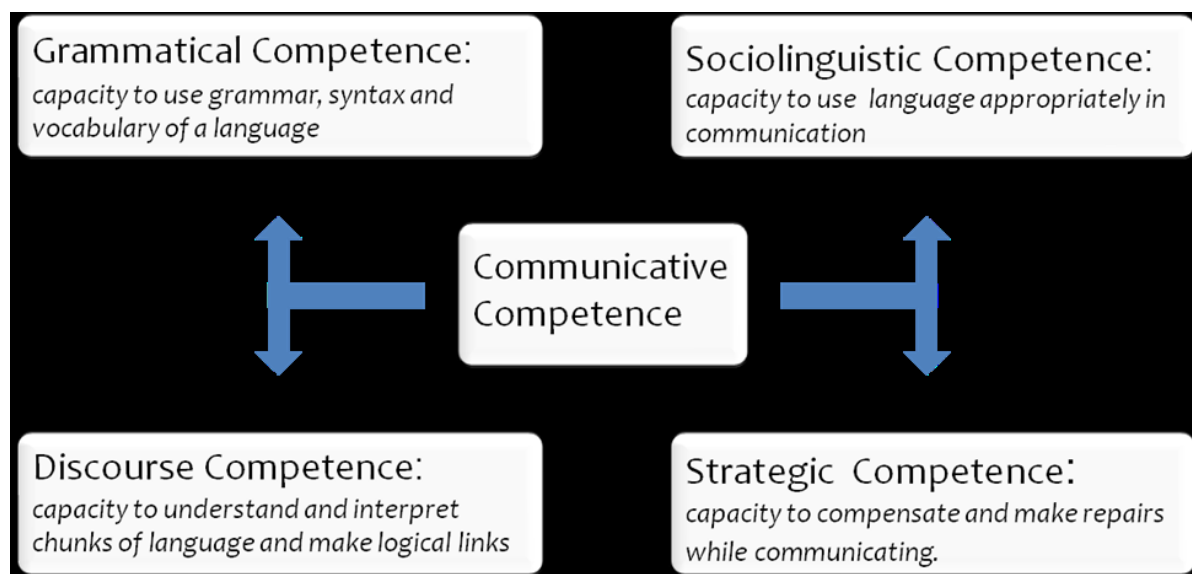 Grammatical Competence:
capacity to use grammar, syntax and
vocabulary of a language
Sociolinguistic Competence:
capacity to use language appropriately in
communication
Communicative
Competence
Discourse Competence:
capacity to understand and interpret
chunks of language and make logical links
Strategic Competence:
capacity to compensate and make repairs
while communicating.